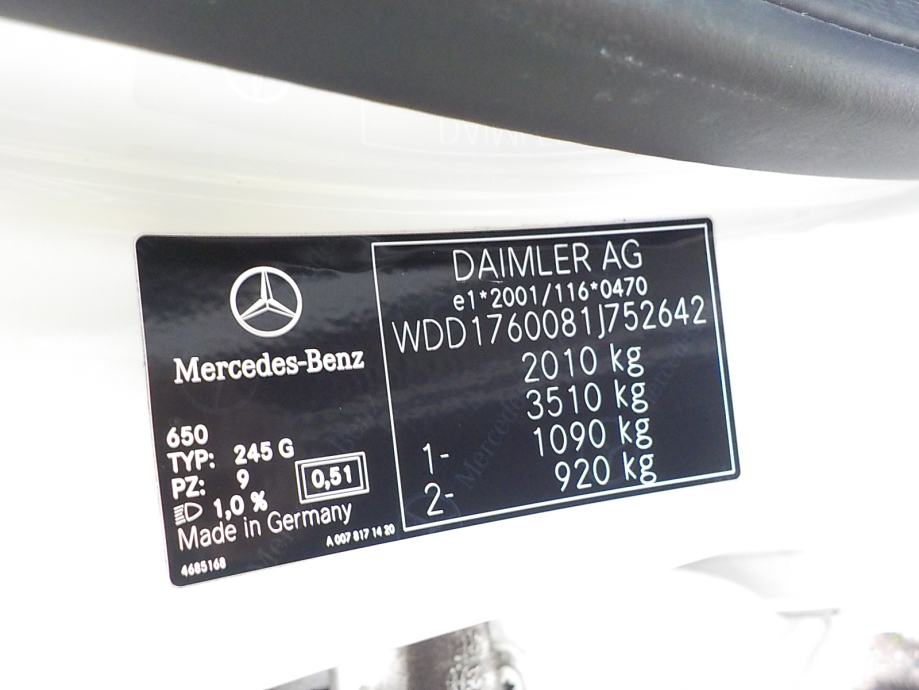 Mercedes-Benz
650
TYP: 245 G
PZ: 9
0,51
1,0 %
Made in Germany
4685168
A 007 817 14 20
DAIMLER AG
e1*2001/116*0470
WDD1760081J752642
2010 kg
3510 kg
1- 1090 kg
2- 920 kg